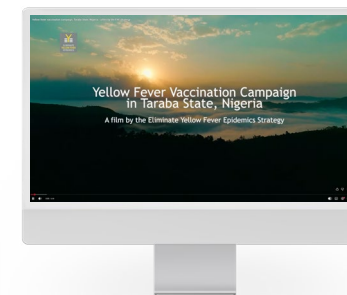 Yellow Fever Vaccination Campaign
in Taraba State, Nigeria
A film by the Eliminate Yellow Fever Epidemics Strategy